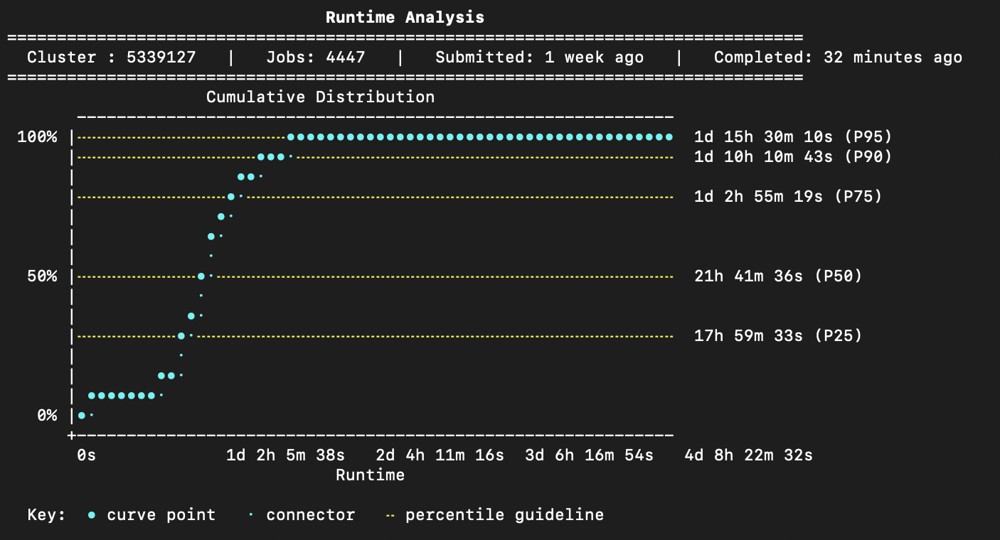 Runtime Analysis
================================================================================
Cluster : 5339127 | Jobs: 4447 | Submitted: 1 week ago | Completed: 32 minutes ago
================================================================================
Cumulative Distribution
100% 1d 15h 30m 10s (P95)
1d 10h 10m 43s (P90)
1d 2h 55m 19s (P75)
50% 21h 41m 36s (P50)
17h 59m 33s (P25)
0%
0s 1d 2h 5m 38s 2d 4h 11m 16s 3d 6h 16m 54s 4d 8h 22m 32s
Runtime
Key: ● curve point · connector -- percentile guideline